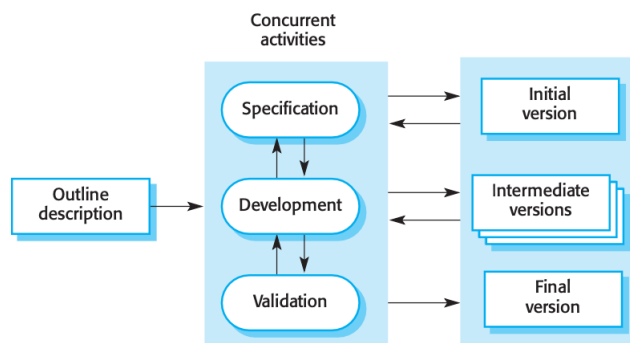 Concurrent
activities
Specification
Initial
version
Outline
description
Development
Intermediate
versions
Validation
Final
version